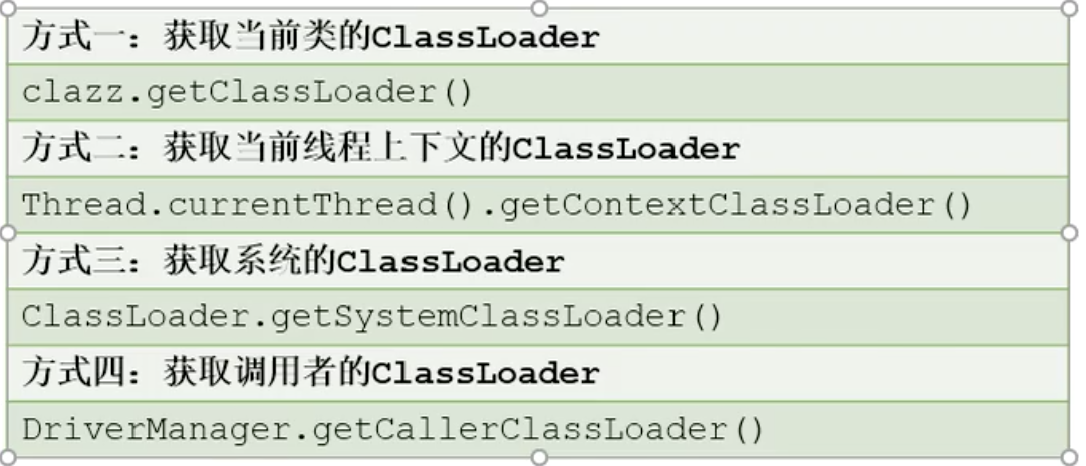 方式一：获取当前类的ClassLoader
clazz.getClassLoader()
方式二：获取当前线程上下文的ClassLoader
Thread.currentThread().getContextClassLoader()
方式三：获取系统的ClassLoader
ClassLoader.getSystemClassLoader()
方式四：获取调用者的ClassLoader
DriverManager.getCallerClassLoader()